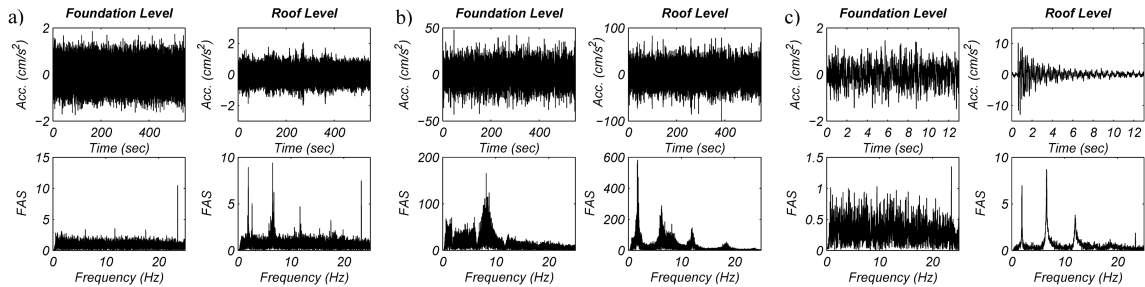 a) Foundation Level Roof Level b) Foundation Level Roof Level c) Foundation Level Roof Level
Acc. (cm/s²) 2 0 −2 Acc. (cm/s²) 2 0 −2 Acc. (cm/s²) 50 0 −50 Acc. (cm/s²) 100 50 0 −50 −100 Acc. (cm/s²) 2 0 −2 Acc. (cm/s²) 10 0 −10
0 200 400 0 200 400 0 200 400 0 200 400 0 2 4 6 8 10 12 0 2 4 6 8 10 12
Time (sec) Time (sec) Time (sec) Time (sec) Time (sec) Time (sec)
FAS 15 10 5 0 FAS 10 5 0 FAS 200 100 0 FAS 600 400 200 0 FAS 1.5 1 0.5 0 FAS 10 5 0
0 10 20 0 10 20 0 10 20 0 10 20 0 10 20 0 10 20
Frequency (Hz) Frequency (Hz) Frequency (Hz) Frequency (Hz) Frequency (Hz) Frequency (Hz)